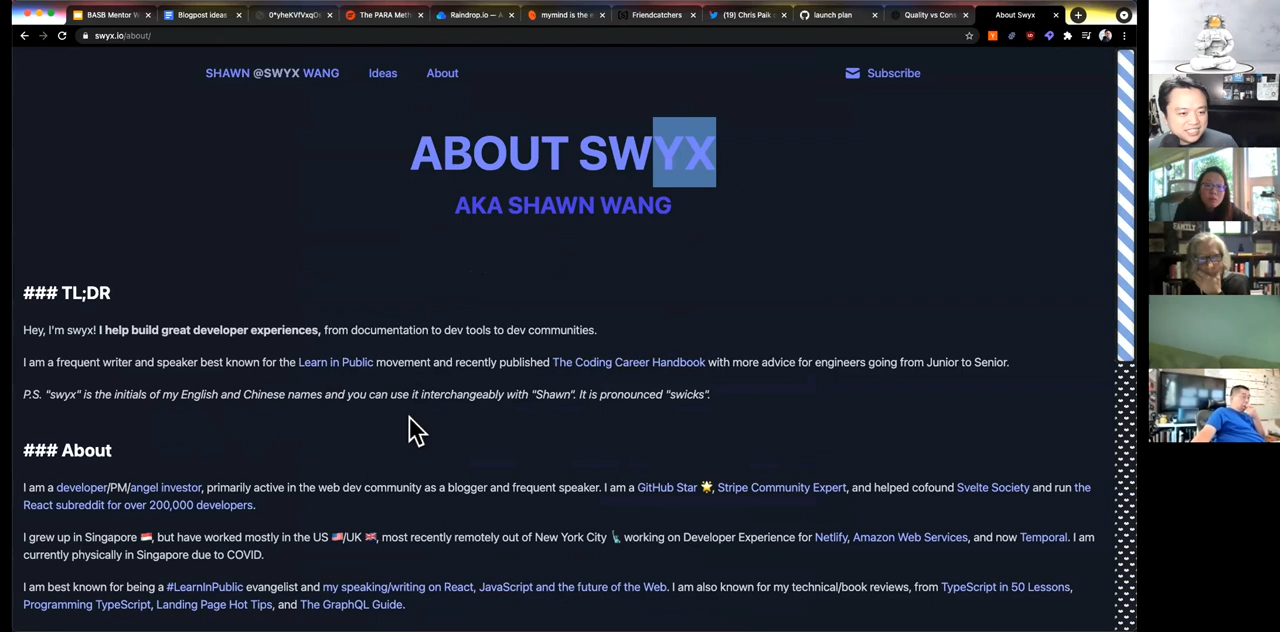 BASB Mentor W
Blogpost ideas
0*yheKVfVxqOs
The PARA Met
Raindrop.io — A
mymind is the e
Friendcatchers
(19) Chris Paik
launch plan
Quality vs Cons
About Swyx
swyx.io/about/
SHAWN @SWYX WANG
Ideas
About
Subscribe
ABOUT SWYX
AKA SHAWN WANG
### TL;DR
Hey, I'm swyx! I help build great developer experiences, from documentation to dev tools to dev communities.
I am a frequent writer and speaker best known for the Learn in Public movement and recently published The Coding Career Handbook with more advice for engineers going from Junior to Senior.
P.S. "swyx" is the initials of my English and Chinese names and you can use it interchangeably with "Shawn". It is pronounced "swicks".
### About
I am a developer/PM/angel investor, primarily active in the web dev community as a blogger and frequent speaker. I am a GitHub Star 🌟, Stripe Community Expert, and helped cofound Svelte Society and run the
React subreddit for over 200,000 developers.
I grew up in Singapore 🇸🇬, but have worked mostly in the US 🇺🇸/UK 🇬🇧, most recently remotely out of New York City 🗽 working on Developer Experience for Netlify, Amazon Web Services, and now Temporal. I am
currently physically in Singapore due to COVID.
I am best known for being a #LearnInPublic evangelist and my speaking/writing on React, JavaScript and the future of the Web. I am also known for my technical/book reviews, from TypeScript in 50 Lessons,
Programming TypeScript, Landing Page Hot Tips, and The GraphQL Guide.